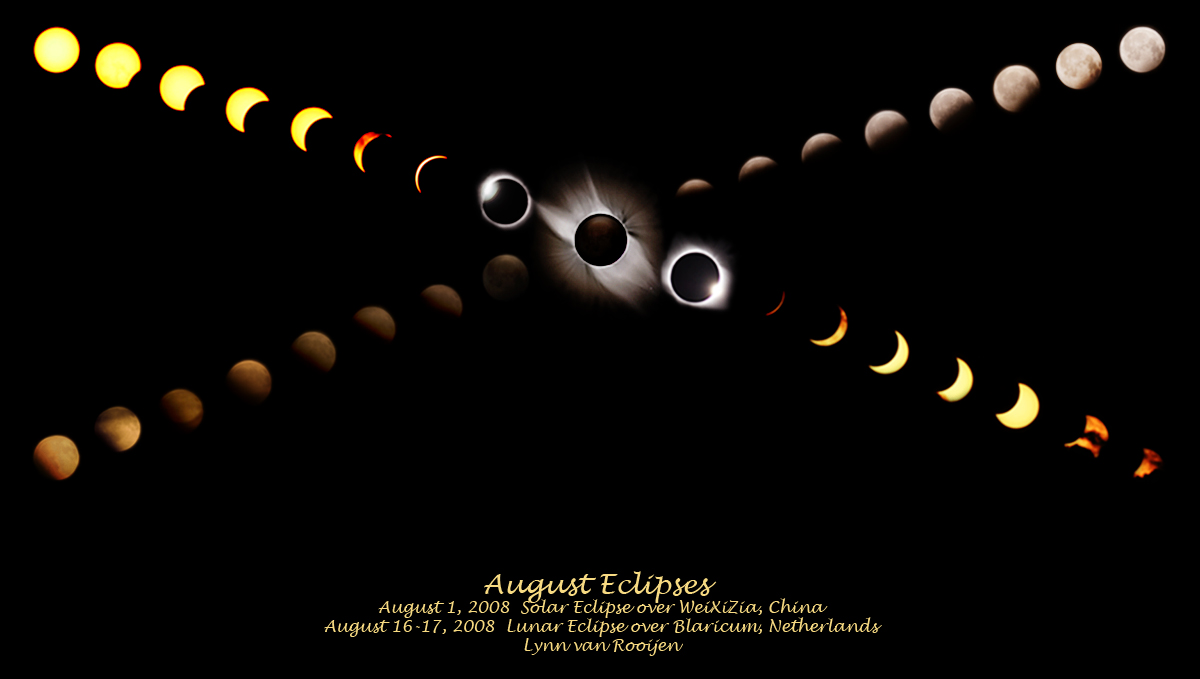 August Eclipses
August 1, 2008 Solar Eclipse over WeiXiZia, China
August 16-17, 2008 Lunar Eclipse over Blaricum, Netherlands
Lynn van Rooijen